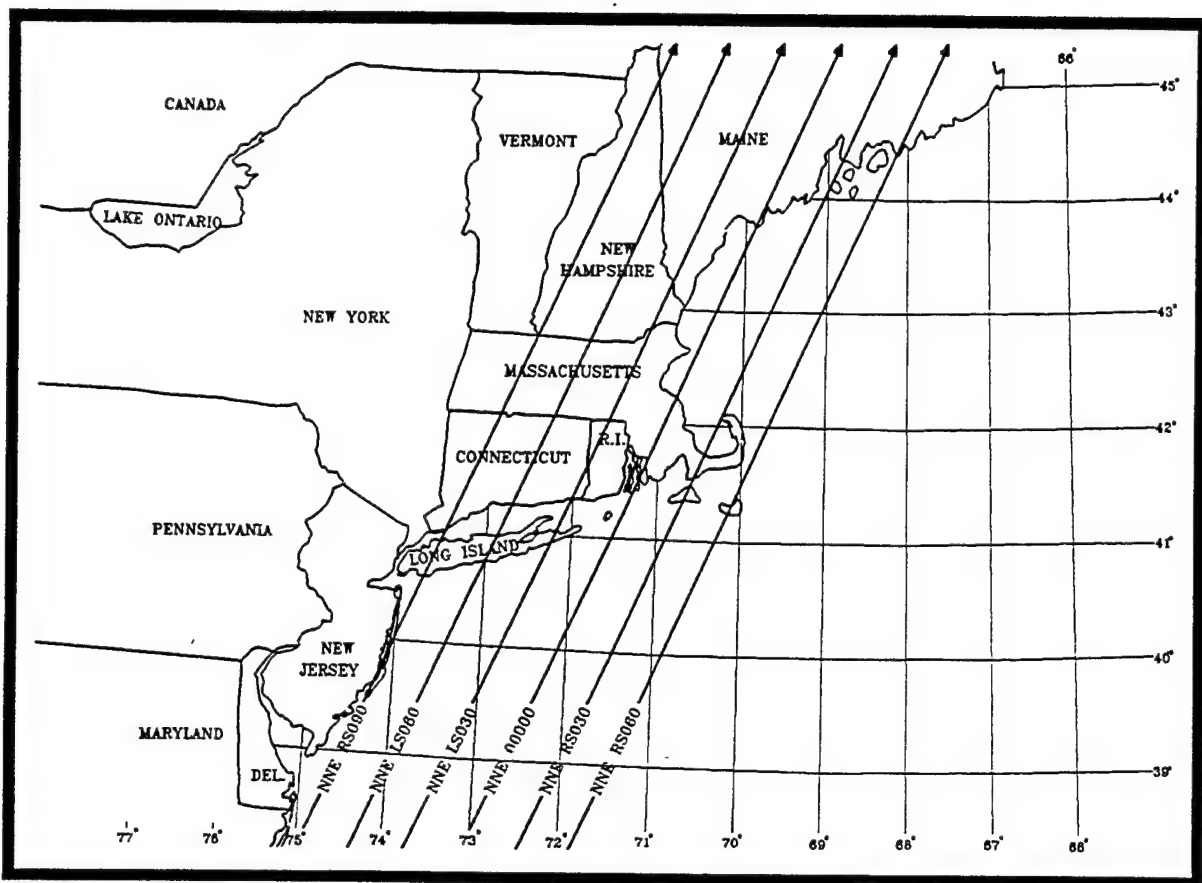 66°
45°
CANADA
VERMONT
MAINE
44°
LAKE ONTARIO
NEW
HAMPSHIRE
43°
NEW YORK
MASSACHUSETTS
42°
R.I.
CONNECTICUT
PENNSYLVANIA
LONG ISLAND
41°
NEW
JERSEY
40°
MARYLAND
DEL.
39°
NNE RS090
NNE LS060
NNE LS030
NNE 00000
NNE RS030
NNE RS060
77° 76° 75° 74° 73° 72° 71° 70° 69° 68° 67° 66°